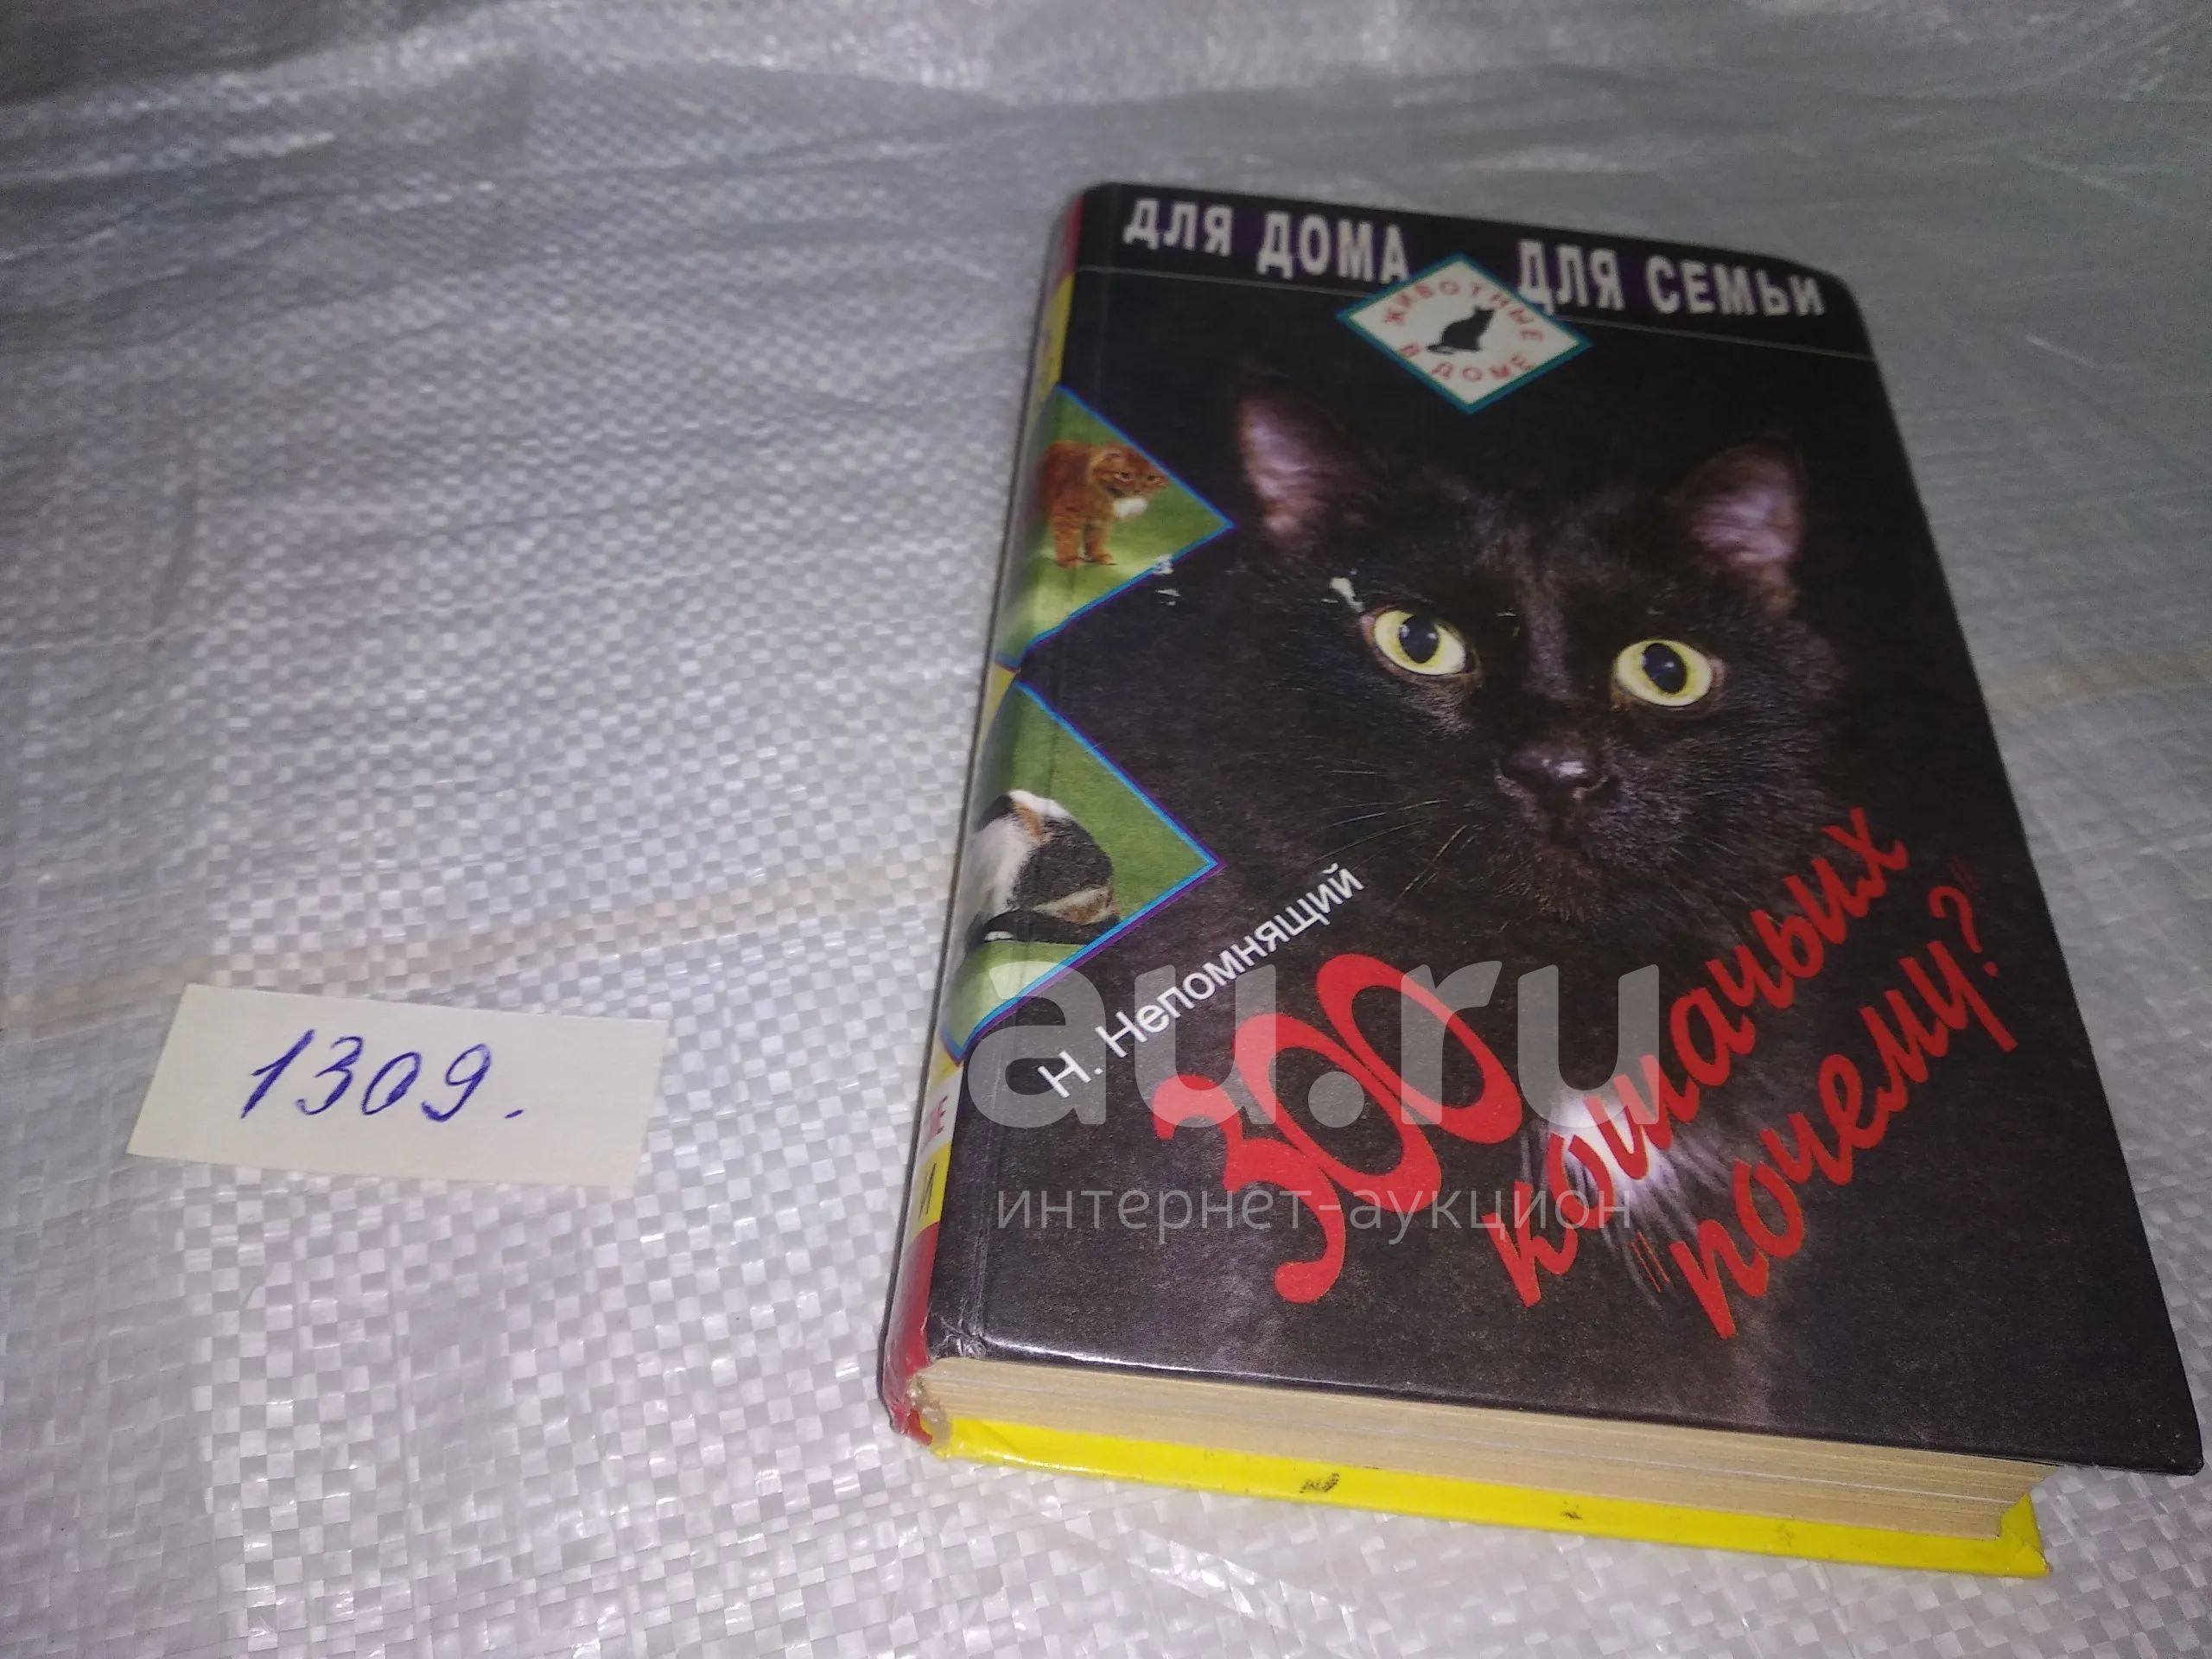 ДЛЯ ДОМА ДЛЯ СЕМЬИ
ЖИВОТНЫЕ
В ДОМЕ
Н. Непомнящий
300
кошачьих
"почему?"
au.ru
интернет-аукцион
1309.